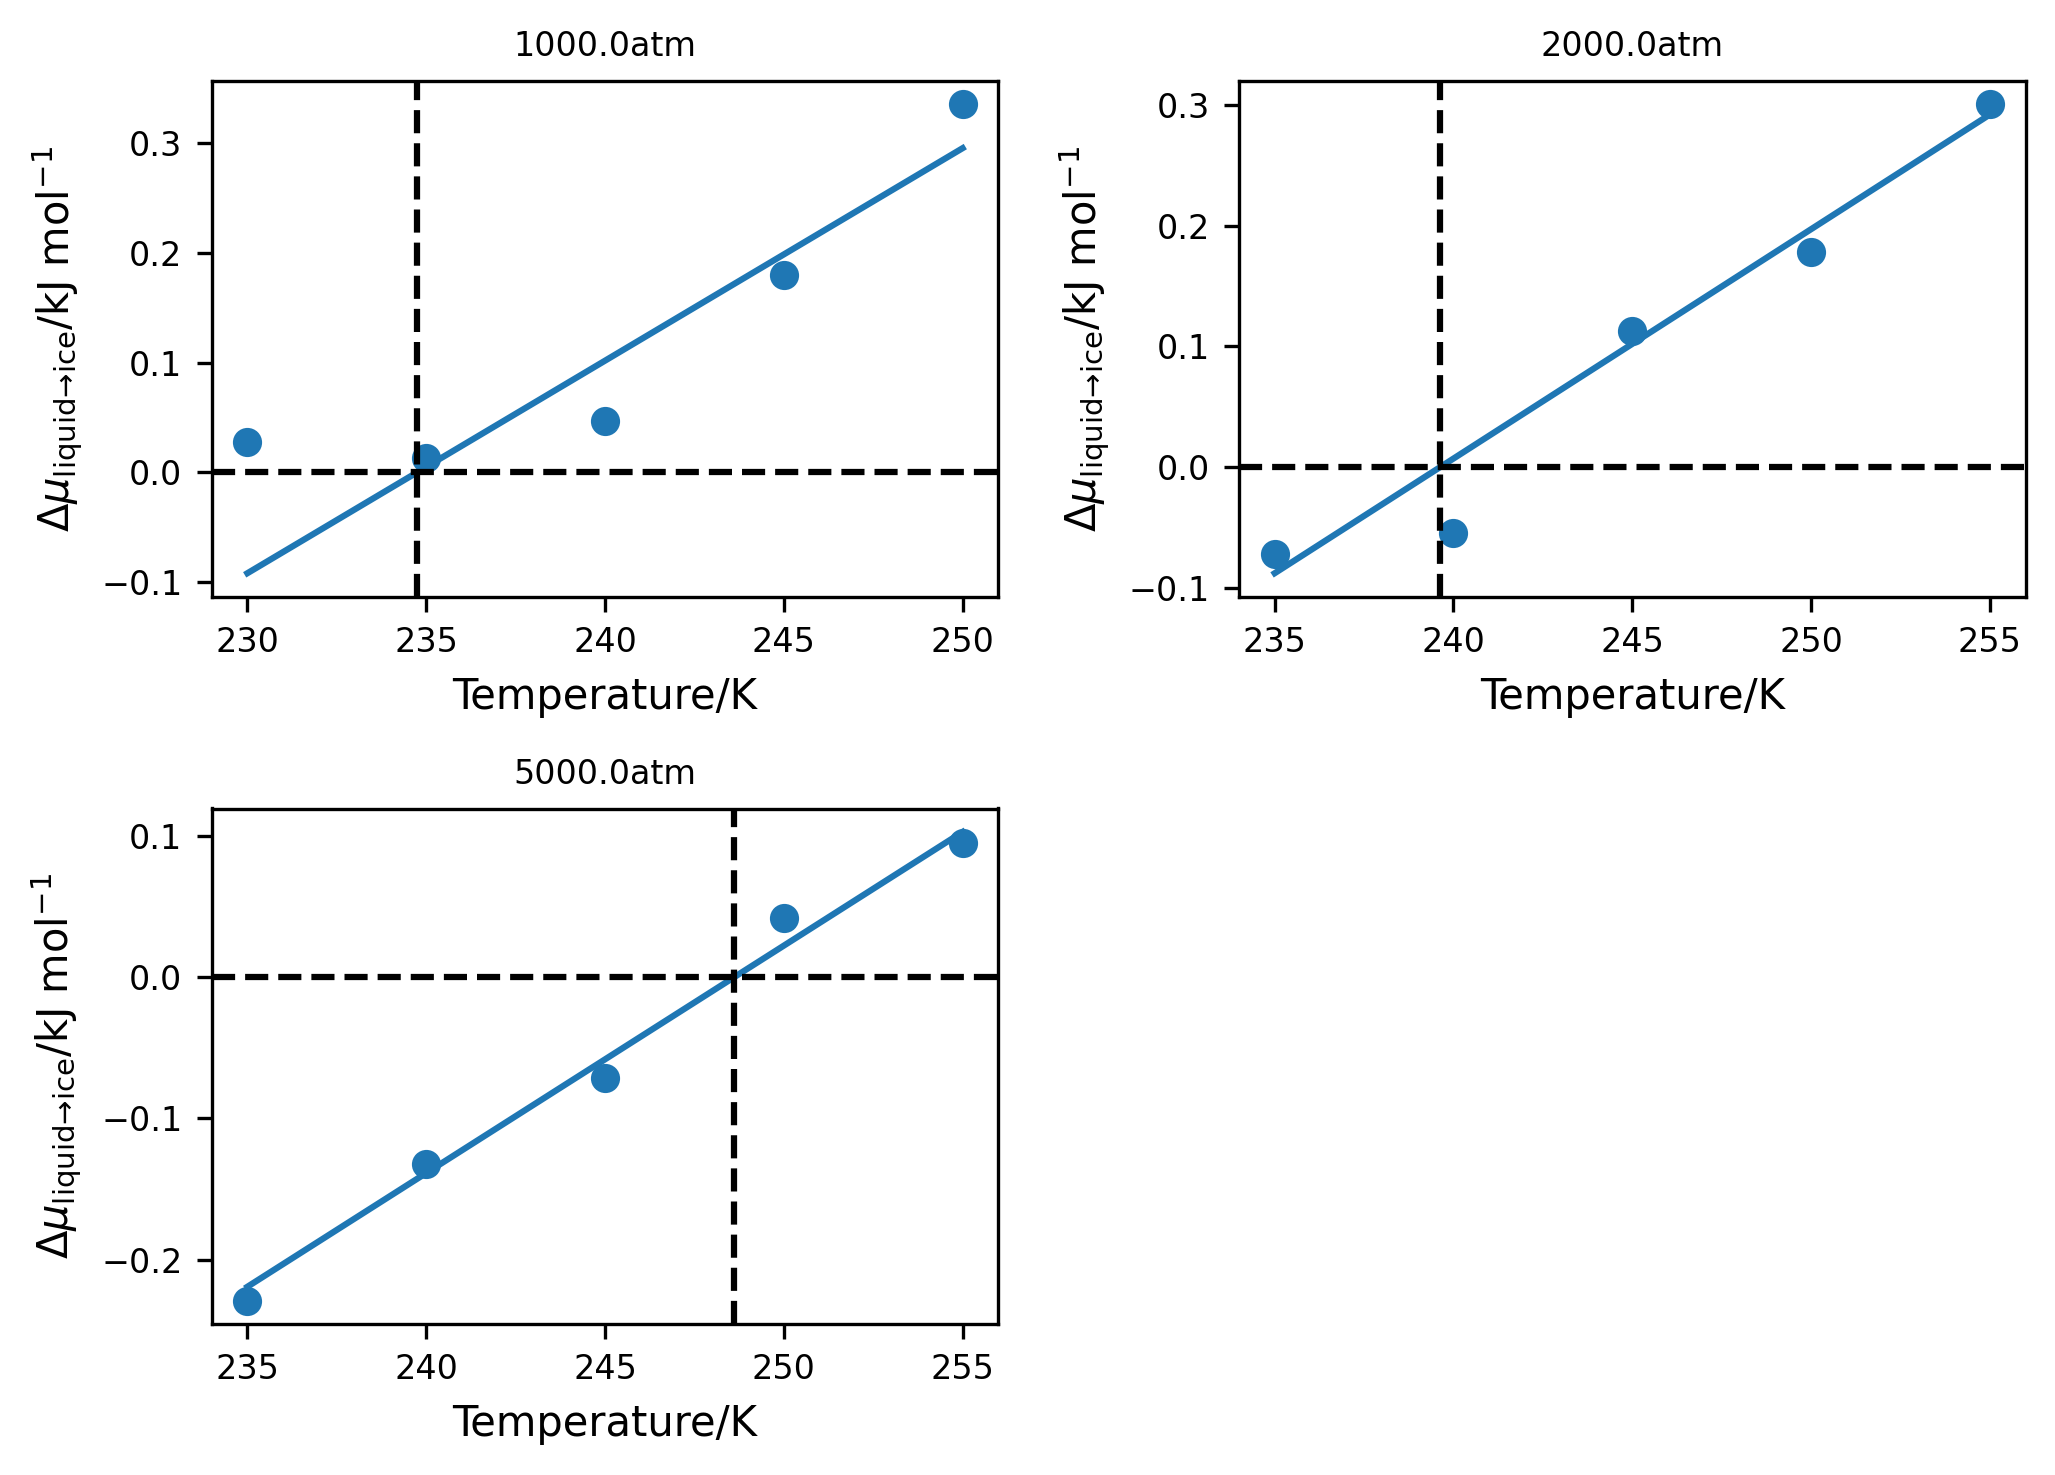 1000.0atm
Δμliquid→ice/kJ mol−1
0.3
0.2
0.1
0.0
−0.1
230 235 240 245 250
Temperature/K
2000.0atm
Δμliquid→ice/kJ mol−1
0.3
0.2
0.1
0.0
−0.1
235 240 245 250 255
Temperature/K
5000.0atm
Δμliquid→ice/kJ mol−1
0.1
0.0
−0.1
−0.2
235 240 245 250 255
Temperature/K